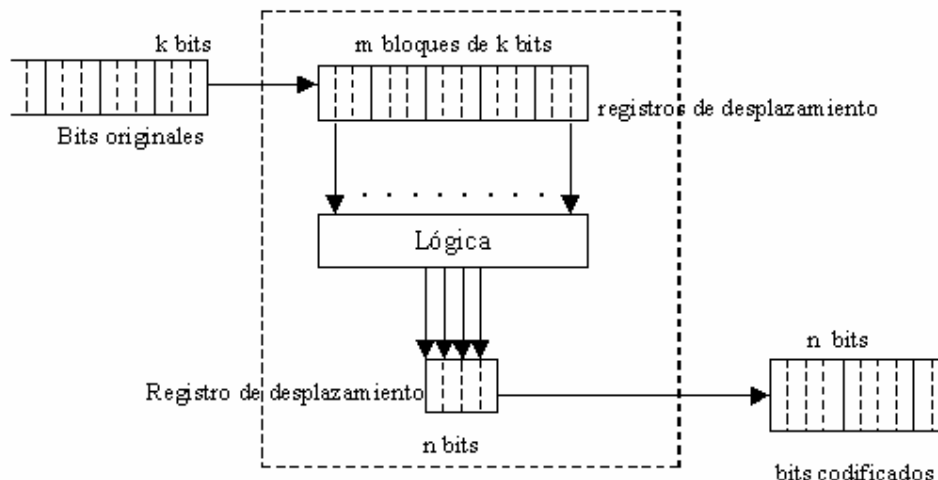 k bits
m bloques de k bits
registros de desplazamiento
Bits originales
Lógica
n bits
Registro de desplazamiento
n bits
bits codificados